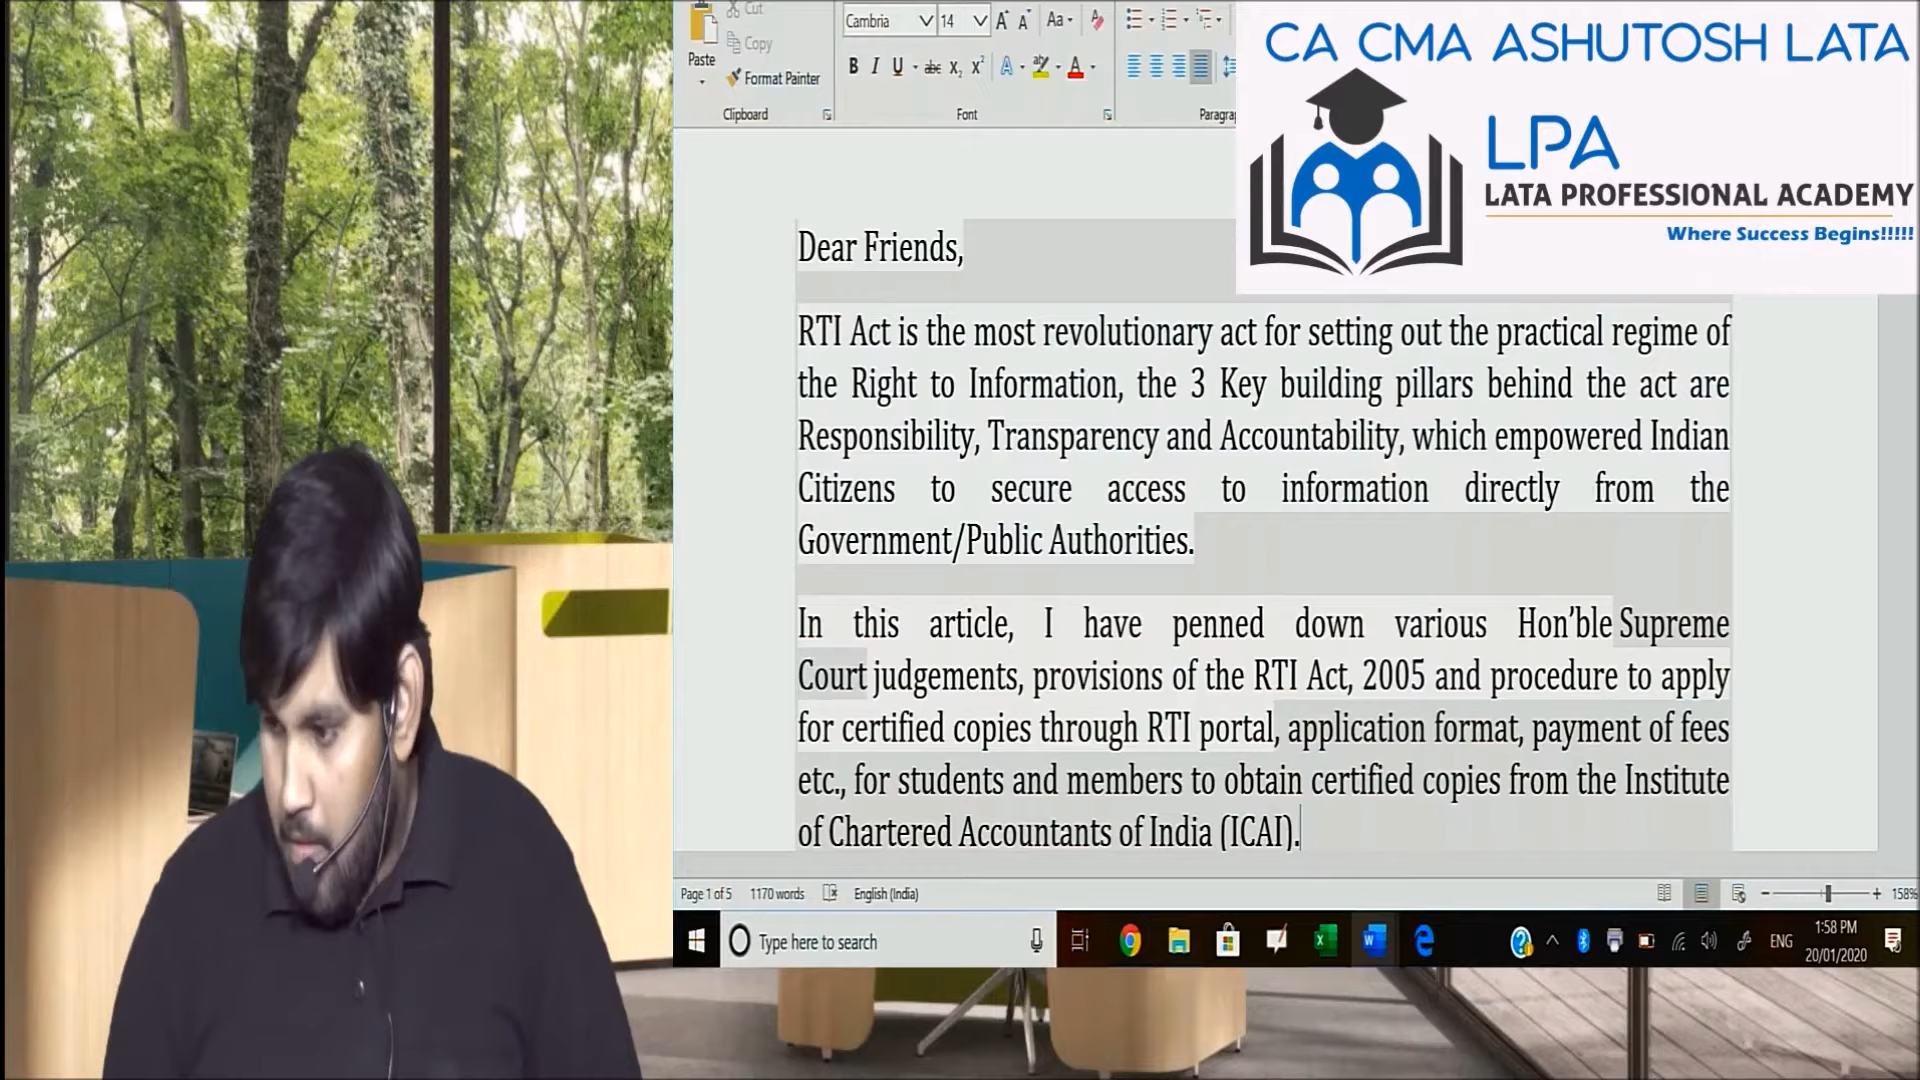 Cut
Copy
Paste
Format Painter
Clipboard
Cambria
14
Aa
B I U abc X₂ X²
A
Font
CA CMA ASHUTOSH LATA
LPA
LATA PROFESSIONAL ACADEMY
Where Success Begins!!!!!
Dear Friends,
RTI Act is the most revolutionary act for setting out the practical regime of
the Right to Information, the 3 Key building pillars behind the act are
Responsibility, Transparency and Accountability, which empowered Indian
Citizens to secure access to information directly from the
Government/Public Authorities.
In this article, I have penned down various Hon’ble Supreme
Court judgements, provisions of the RTI Act, 2005 and procedure to apply
for certified copies through RTI portal, application format, payment of fees
etc., for students and members to obtain certified copies from the Institute
of Chartered Accountants of India (ICAI).
Page 1 of 5 1170 words English (India) 158%
Type here to search
ENG
1:58 PM
20/01/2020